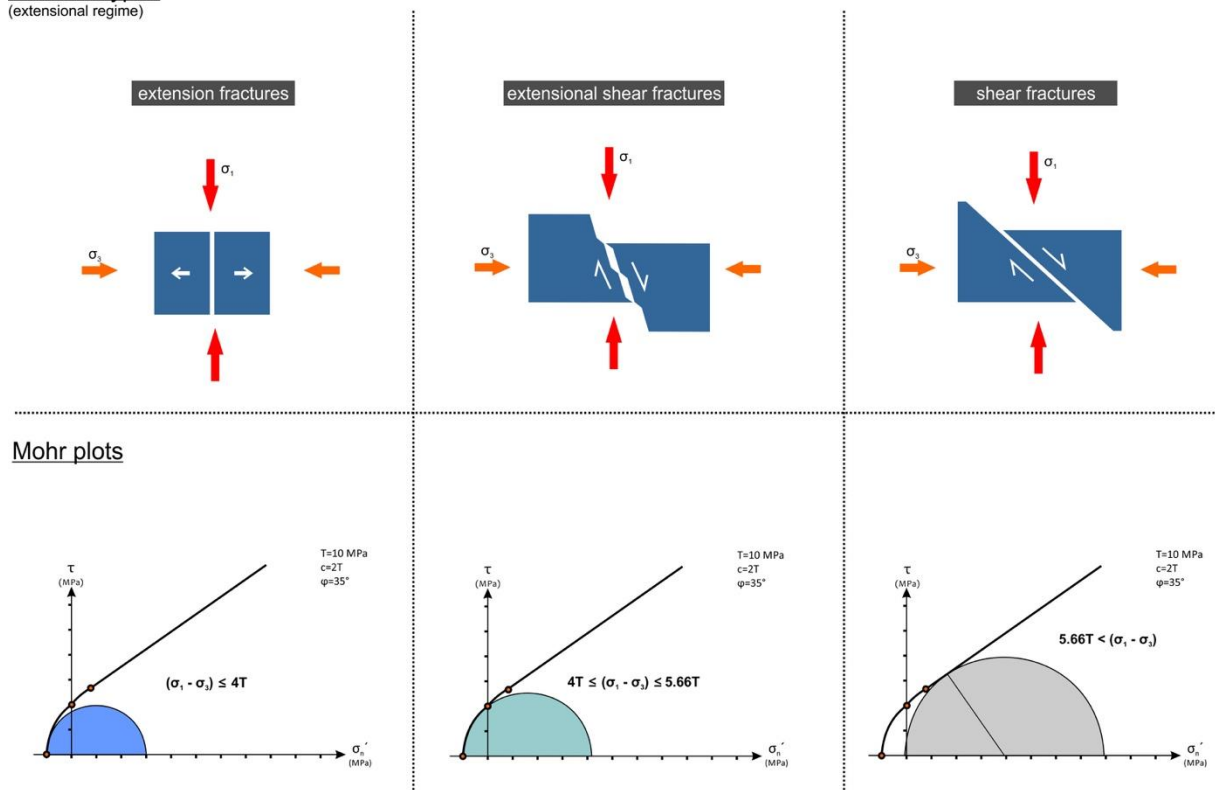 (extensional regime)
extension fractures
extensional shear fractures
shear fractures
σ₁
σ₃
σ₁
σ₃
σ₁
σ₃
Mohr plots
T=10 MPa
c=2T
φ=35°
τ
(MPa)
(σ₁ - σ₃) ≤ 4T
σₙ´
(MPa)
T=10 MPa
c=2T
φ=35°
τ
(MPa)
4T ≤ (σ₁ - σ₃) ≤ 5.66T
σₙ´
(MPa)
T=10 MPa
c=2T
φ=35°
τ
(MPa)
5.66T < (σ₁ - σ₃)
σₙ´
(MPa)